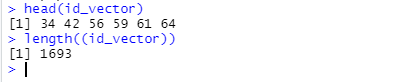 > head(id_vector)
[1] 34 42 56 59 61 64
> length((id_vector))
[1] 1693
>